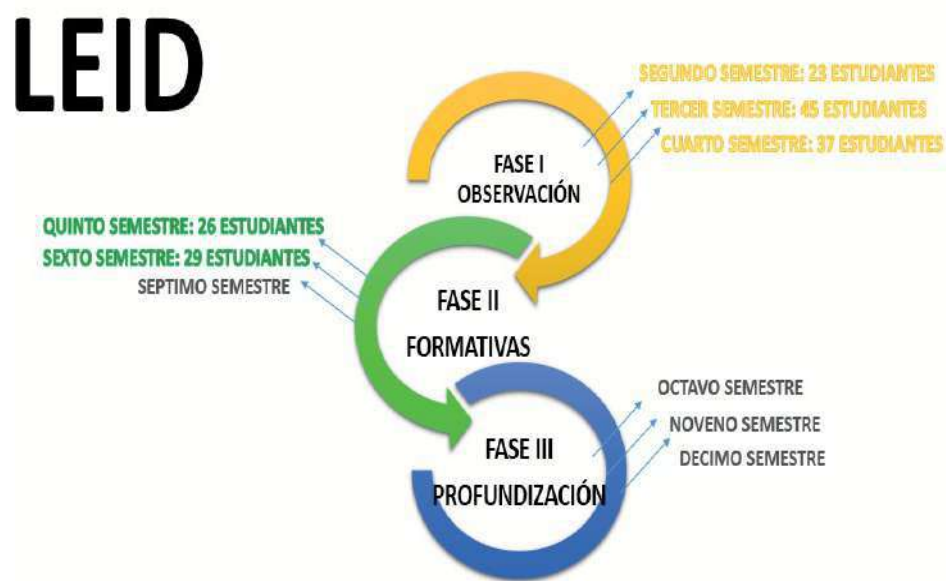 LEID
SEGUNDO SEMESTRE: 23 ESTUDIANTES
TERCER SEMESTRE: 45 ESTUDIANTES
CUARTO SEMESTRE: 37 ESTUDIANTES
FASE I
OBSERVACIÓN
QUINTO SEMESTRE: 26 ESTUDIANTES
SEXTO SEMESTRE: 29 ESTUDIANTES
SEPTIMO SEMESTRE
FASE II
FORMATIVAS
OCTAVO SEMESTRE
NOVENO SEMESTRE
DECIMO SEMESTRE
FASE III
PROFUNDIZACIÓN